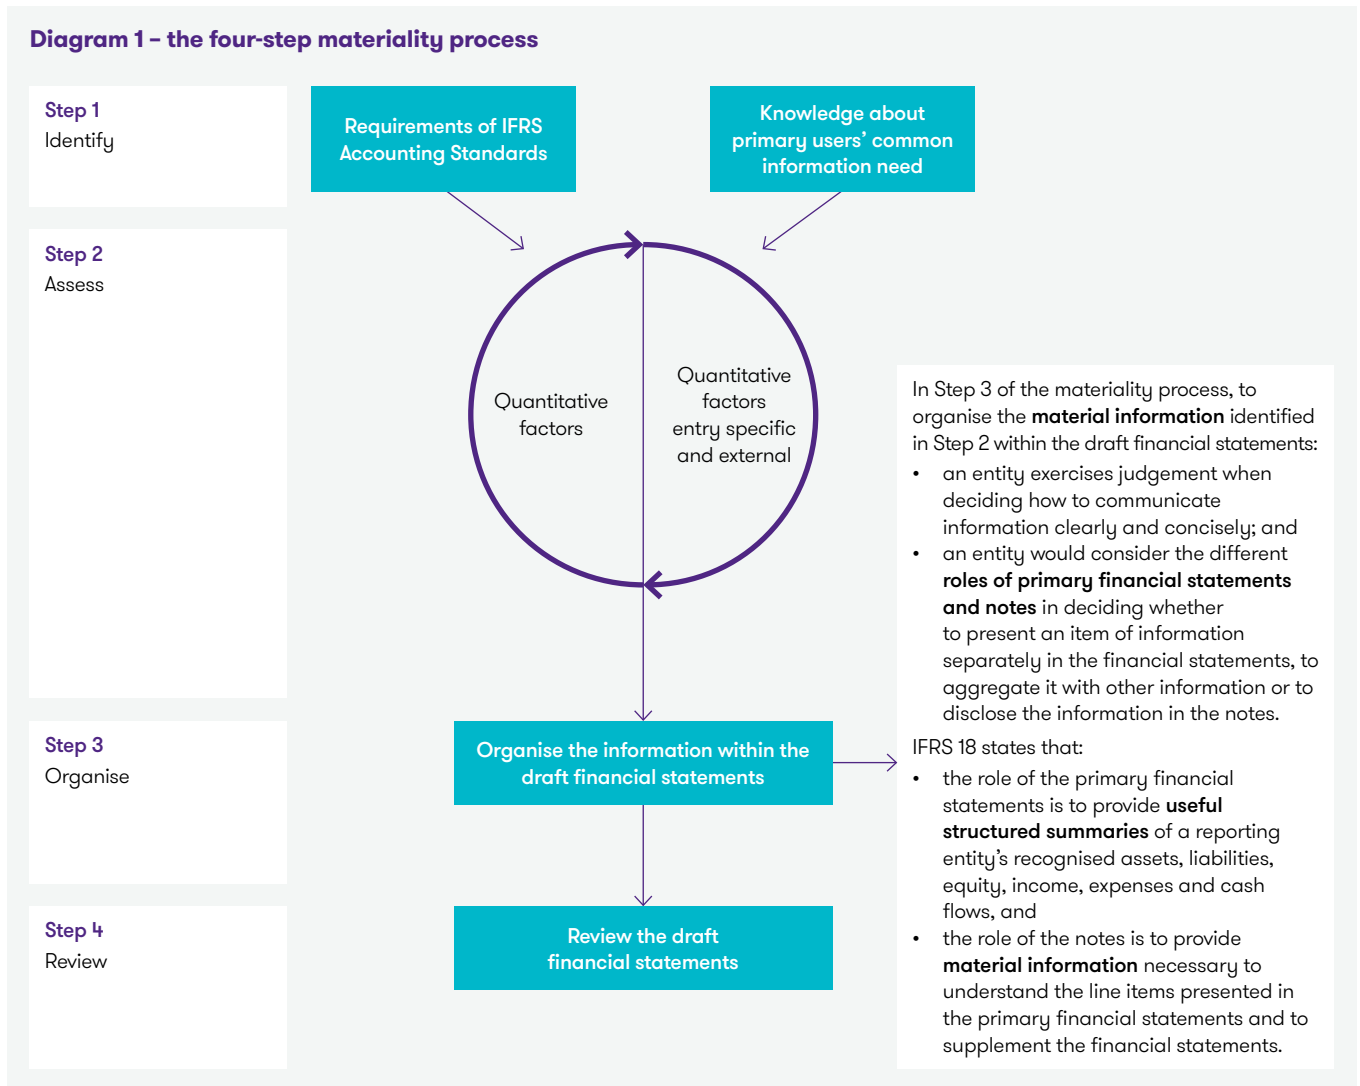 Diagram 1 – the four-step materiality process
Step 1
Identify
Requirements of IFRS
Accounting Standards
Knowledge about
primary users’ common
information need
Step 2
Assess
Quantitative
factors
Quantitative
factors
entry specific
and external
In Step 3 of the materiality process, to
organise the material information identified
in Step 2 within the draft financial statements:
• an entity exercises judgement when
deciding how to communicate
information clearly and concisely; and
• an entity would consider the different
roles of primary financial statements
and notes in deciding whether
to present an item of information
separately in the financial statements, to
aggregate it with other information or to
disclose the information in the notes.
IFRS 18 states that:
• the role of the primary financial
statements is to provide useful
structured summaries of a reporting
entity’s recognised assets, liabilities,
equity, income, expenses and cash
flows, and
• the role of the notes is to provide
material information necessary to
understand the line items presented in
the primary financial statements and to
supplement the financial statements.
Step 3
Organise
Organise the information within the
draft financial statements
Step 4
Review
Review the draft
financial statements